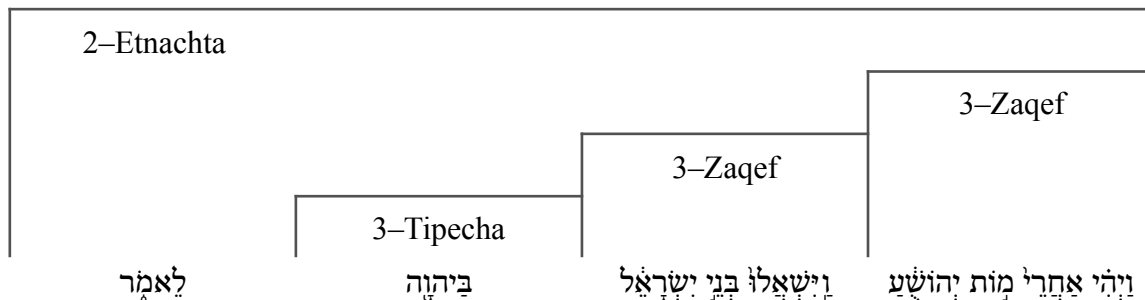 2–Etnachta
3–Zaqef
3–Zaqef
3–Tipecha
וַיְהִ֗י אַחֲרֵי֙ מ֣וֹת יְהוֹשֻׁ֔עַ וַֽיִּשְׁאֲלוּ֙ בְּנֵ֣י יִשְׂרָאֵ֔ל בַּיהוָ֖ה לֵאמֹ֑ר